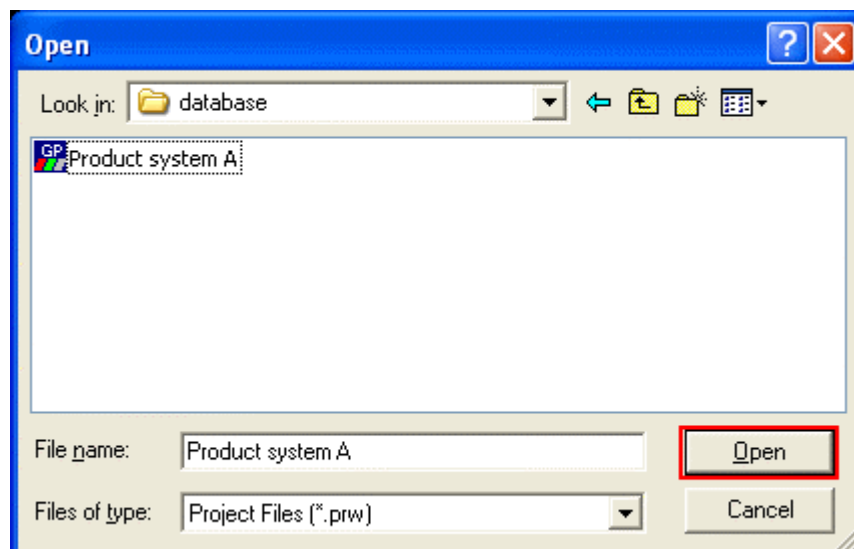 Open
Look in: database
GP Product system A
File name: Product system A Open
Files of type: Project Files (*.prw) Cancel